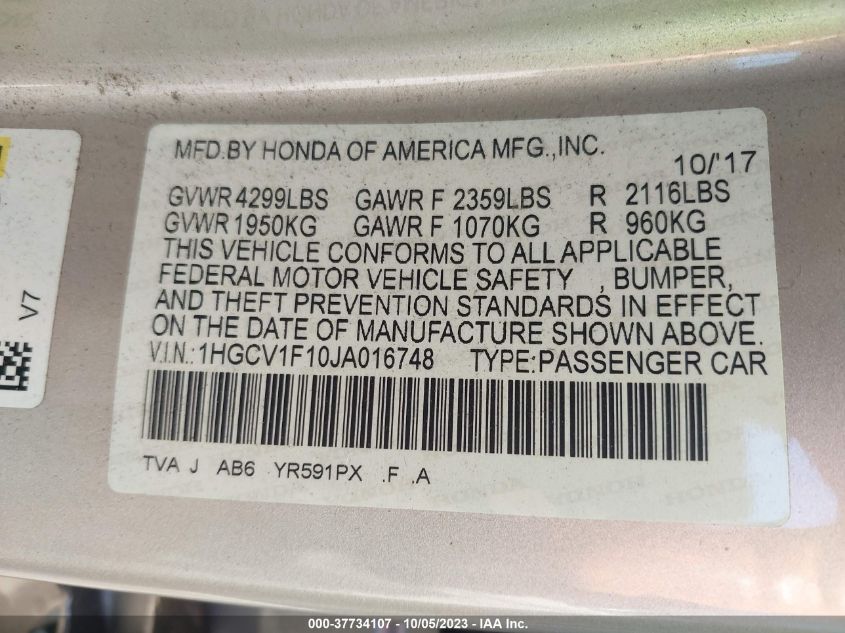 MFD.BY HONDA OF AMERICA MFG.,INC.
10/'17
GVWR 4299LBS GAWR F 2359LBS R 2116LBS
GVWR 1950KG GAWR F 1070KG R 960KG
THIS VEHICLE CONFORMS TO ALL APPLICABLE
FEDERAL MOTOR VEHICLE SAFETY , BUMPER,
AND THEFT PREVENTION STANDARDS IN EFFECT
ON THE DATE OF MANUFACTURE SHOWN ABOVE.
V.I.N.: 1HGCV1F10JA016748 TYPE:PASSENGER CAR
TVA J AB6 YR591PX .F .A
V7
000-37734107 - 10/05/2023 - IAA Inc.